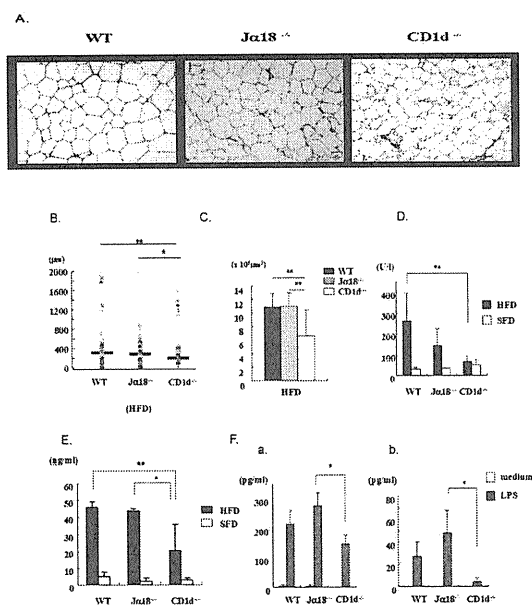 A.
WT Jα18 -/- CD1d -/-
B.
C.
D.
(μm)
2000
1600
1200
800
400
0
**
*
WT Jα18-/- CD1d-/-
(HFD)
14
12
10
8
6
4
2
0
**
**
WT
Jα18-/-
CD1d-/-
HFD
(U/l)
400
300
200
100
0
**
HFD
SFD
WT Jα18-/- CD1d-/-
E.
F.
(ng/ml)
60
50
40
30
20
10
0
**
*
HFD
SFD
WT Jα18-/- CD1d-/-
a.
(pg/ml)
300
200
100
0
*
WT Jα18-/- CD1d-/-
b.
(pg/ml)
80
60
40
20
0
*
medium
LPS
WT Jα18-/- CD1d-/-